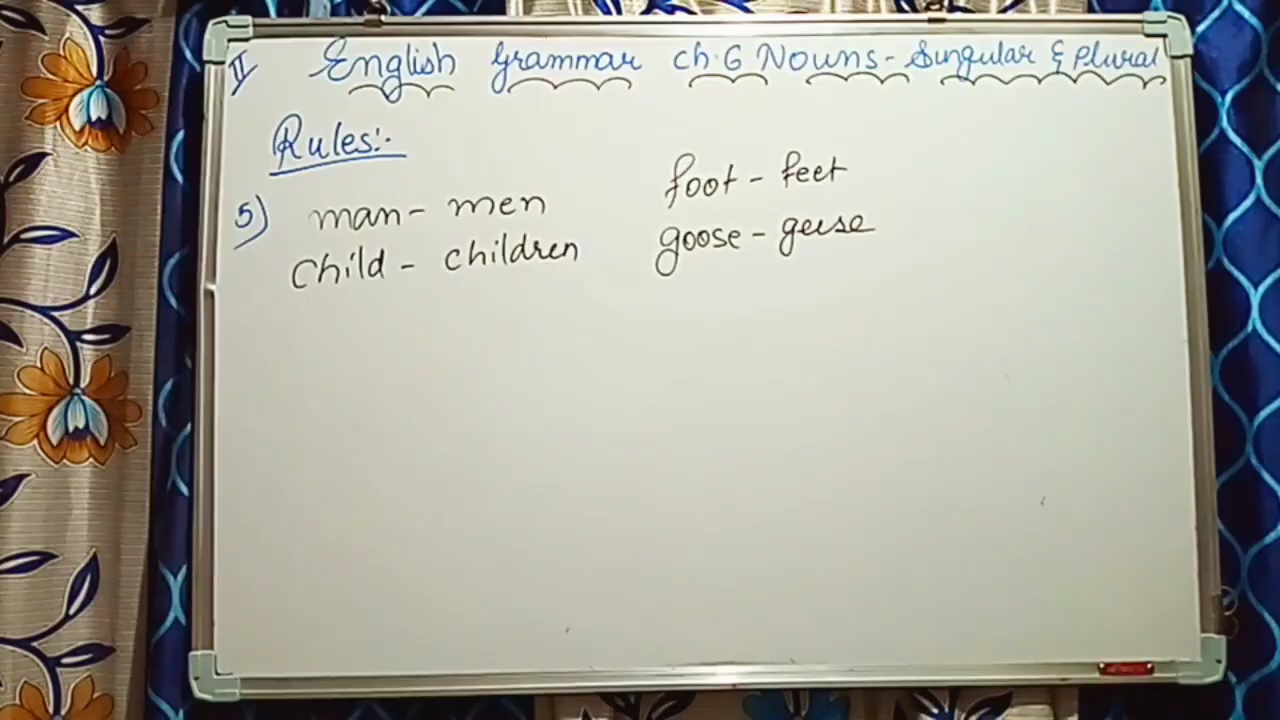 II English Grammar ch.6 Nouns - Singular & Plural
Rules:-
5) man - men foot - feet
Child - children goose - geese